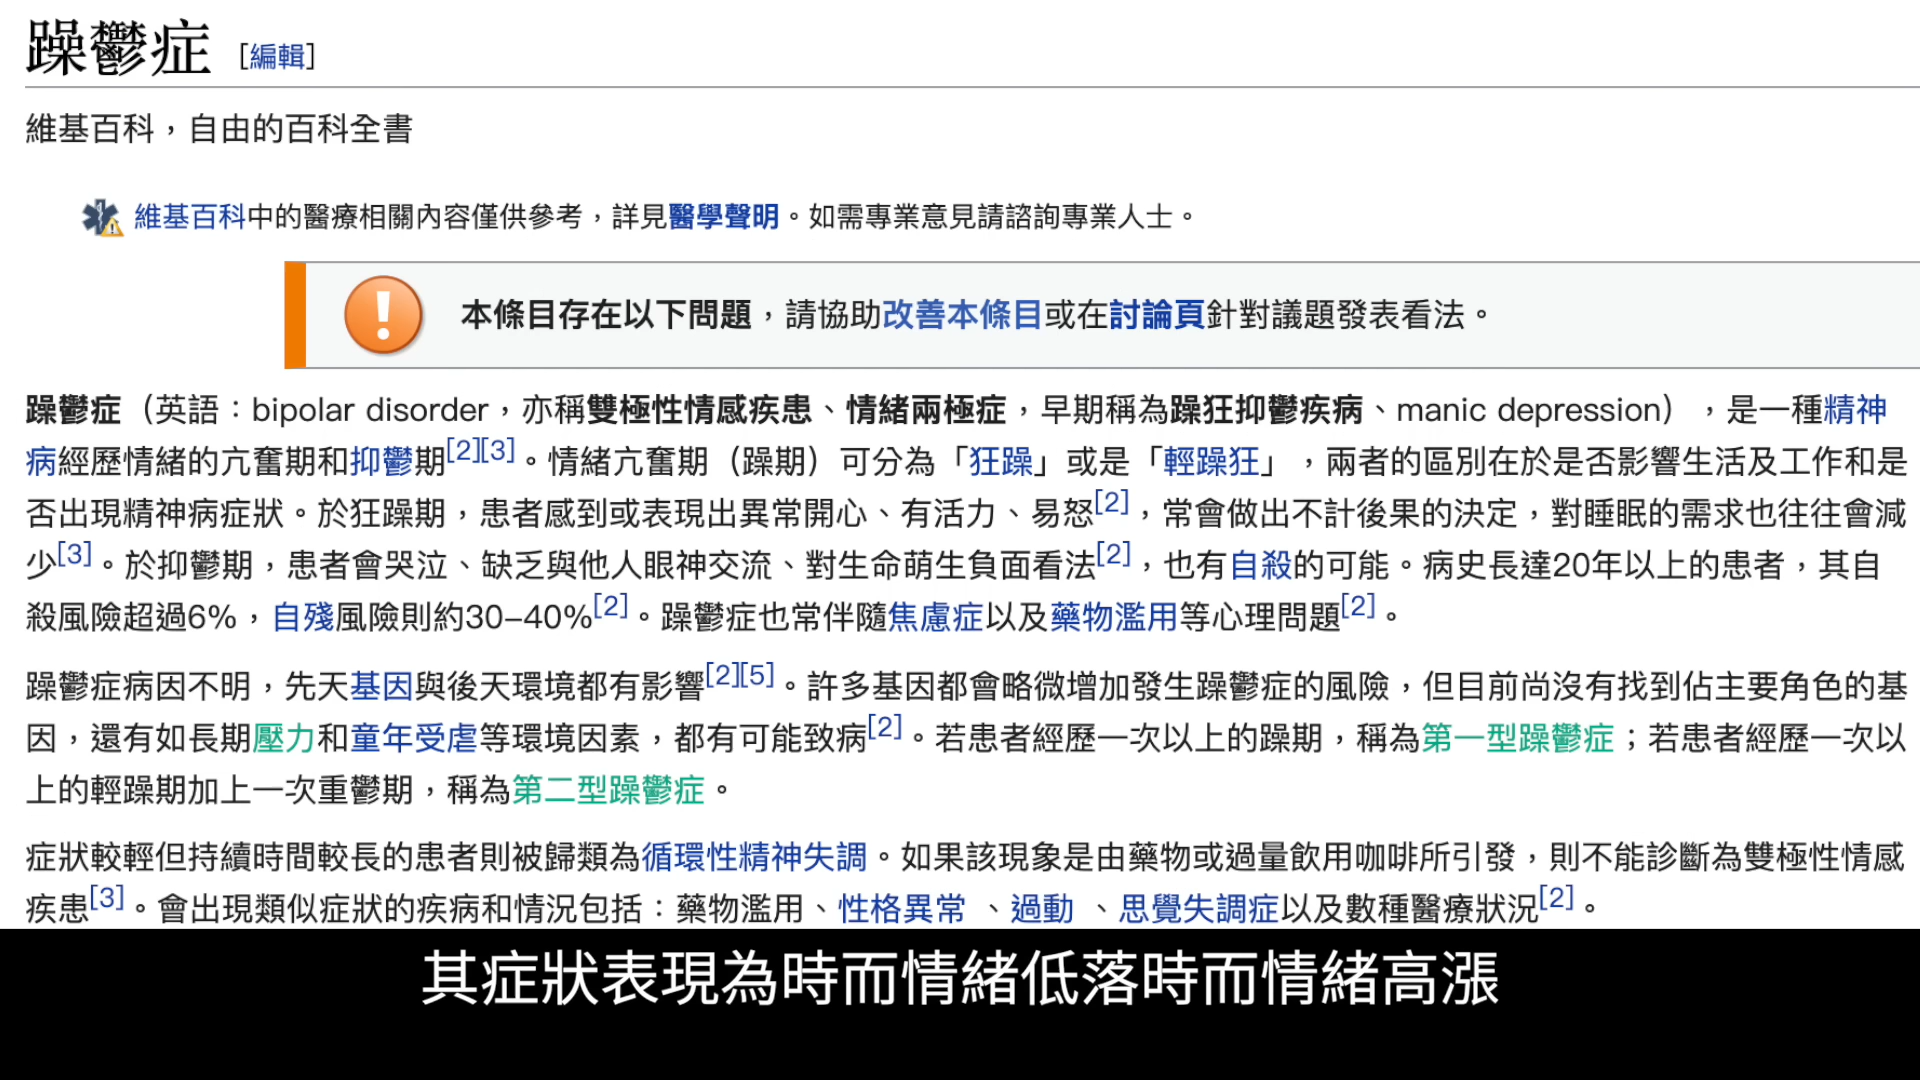 躁鬱症 [編輯]
維基百科，自由的百科全書
維基百科中的醫療相關內容僅供參考，詳見醫學聲明。如需專業意見請諮詢專業人士。
本條目存在以下問題，請協助改善本條目或在討論頁針對議題發表看法。
躁鬱症（英語：bipolar disorder，亦稱雙極性情感疾患、情緒兩極症，早期稱為躁狂抑鬱疾病、manic depression），是一種精神
病經歷情緒的亢奮期和抑鬱期[2][3]。情緒亢奮期（躁期）可分為「狂躁」或是「輕躁狂」，兩者的區別在於是否影響生活及工作和是
否出現精神病症狀。於狂躁期，患者感到或表現出異常開心、有活力、易怒[2]，常會做出不計後果的決定，對睡眠的需求也往往會減
少[3]。於抑鬱期，患者會哭泣、缺乏與他人眼神交流、對生命萌生負面看法[2]，也有自殺的可能。病史長達20年以上的患者，其自
殺風險超過6%，自殘風險則約30–40%[2]。躁鬱症也常伴隨焦慮症以及藥物濫用等心理問題[2]。
躁鬱症病因不明，先天基因與後天環境都有影響[2][5]。許多基因都會略微增加發生躁鬱症的風險，但目前尚沒有找到佔主要角色的基
因，還有如長期壓力和童年受虐等環境因素，都有可能致病[2]。若患者經歷一次以上的躁期，稱為第一型躁鬱症；若患者經歷一次以
上的輕躁期加上一次重鬱期，稱為第二型躁鬱症。
症狀較輕但持續時間較長的患者則被歸類為循環性精神失調。如果該現象是由藥物或過量飲用咖啡所引發，則不能診斷為雙極性情感
疾患[3]。會出現類似症狀的疾病和情況包括：藥物濫用、性格異常 、過動 、思覺失調症以及數種醫療狀況[2]。
其症狀表現為時而情緒低落時而情緒高漲